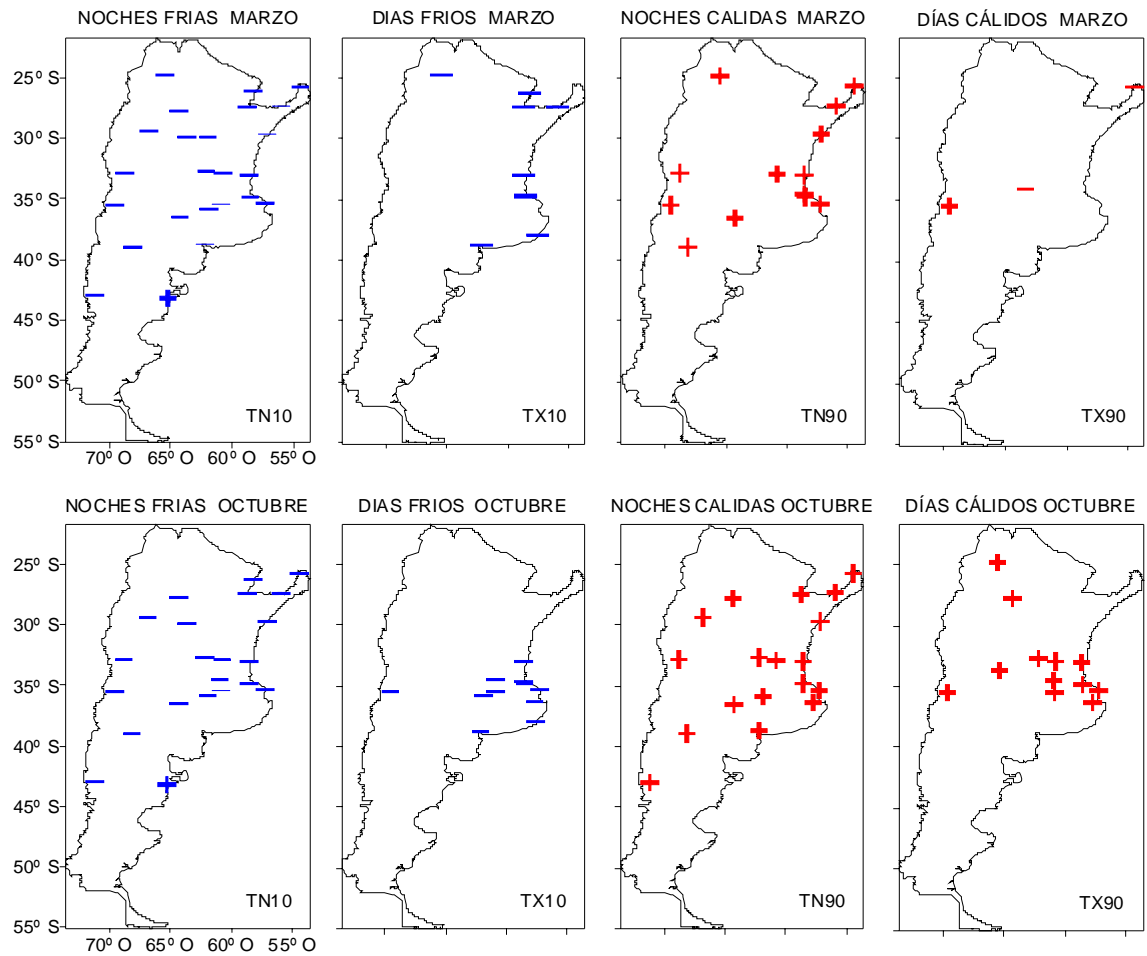 NOCHES FRIAS MARZO
DIAS FRIOS MARZO
NOCHES CALIDAS MARZO
DÍAS CÁLIDOS MARZO
25º S
30º S
35º S
40º S
45º S
50º S
55º S
TN10
TX10
TN90
TX90
70º O 65º O 60º O 55º O
NOCHES FRIAS OCTUBRE
DIAS FRIOS OCTUBRE
NOCHES CALIDAS OCTUBRE
DÍAS CÁLIDOS OCTUBRE
25º S
30º S
35º S
40º S
45º S
50º S
55º S
TN10
TX10
TN90
TX90
70º O 65º O 60º O 55º O